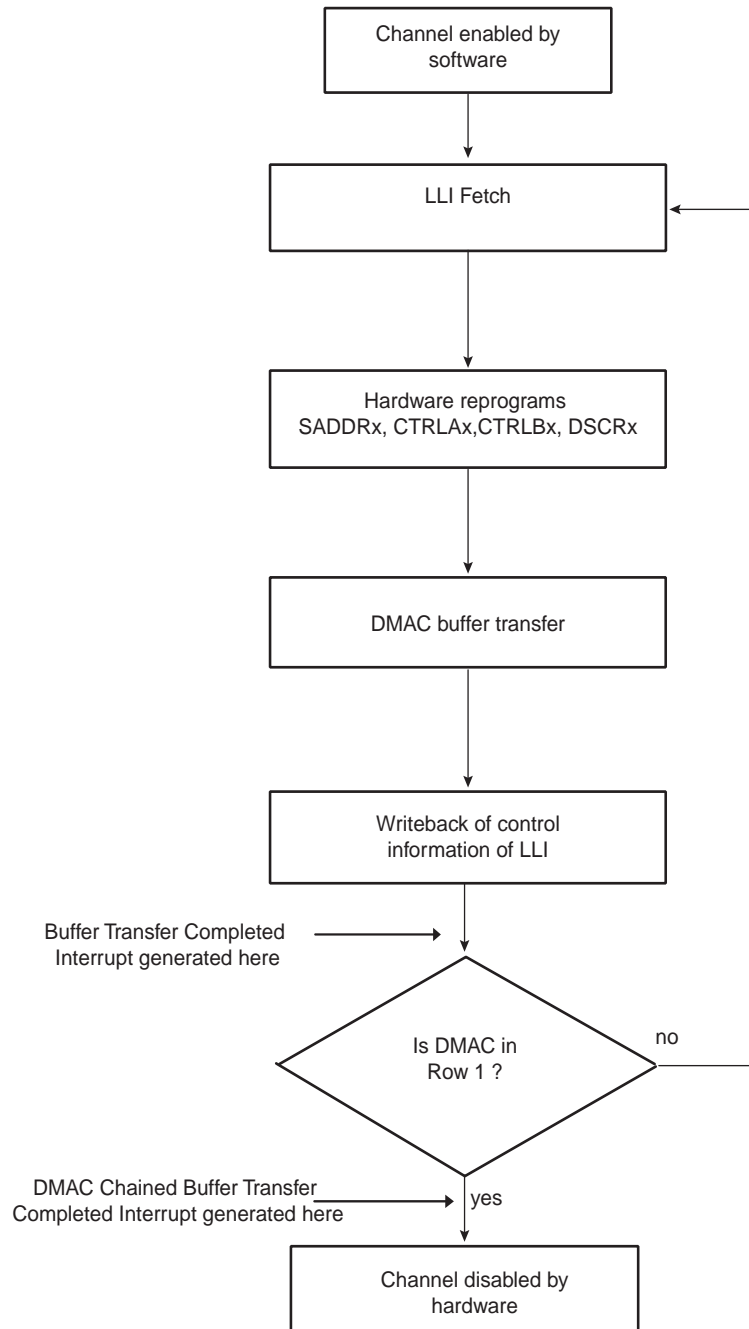 Channel enabled by
software
LLI Fetch
Hardware reprograms
SADDRx, CTRLAx,CTRLBx, DSCRx
DMAC buffer transfer
Writeback of control
information of LLI
Buffer Transfer Completed
Interrupt generated here
Is DMAC in
Row 1 ?
no
DMAC Chained Buffer Transfer
Completed Interrupt generated here
yes
Channel disabled by
hardware